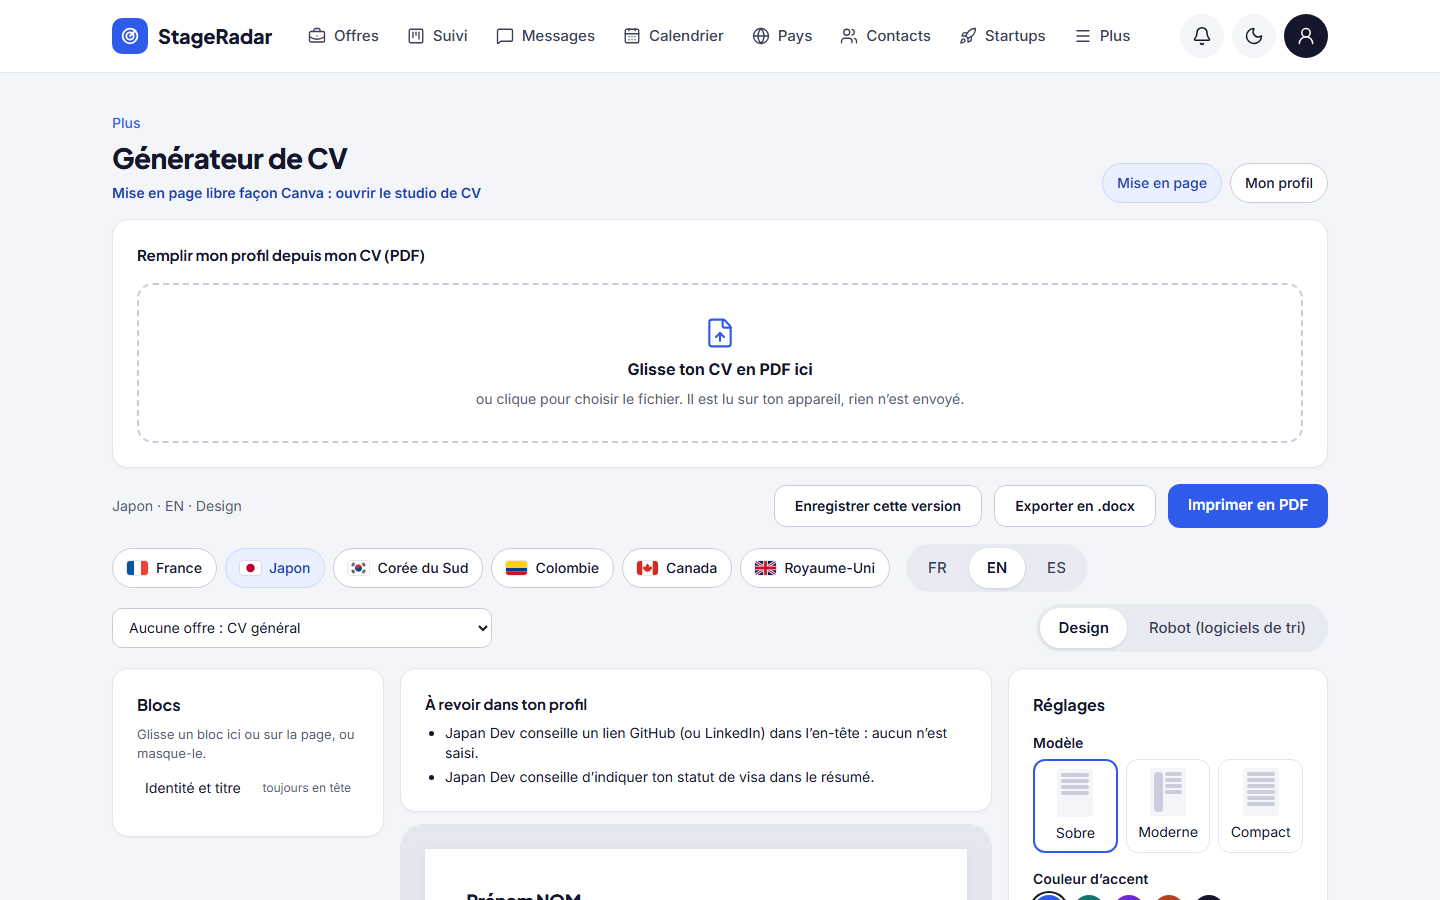 StageRadar
Offres
Suivi
Messages
Calendrier
Pays
Contacts
Startups
Plus
Plus
Générateur de CV
Mise en page libre façon Canva : ouvrir le studio de CV
Mise en page
Mon profil
Remplir mon profil depuis mon CV (PDF)
Glisse ton CV en PDF ici
ou clique pour choisir le fichier. Il est lu sur ton appareil, rien n’est envoyé.
Japon · EN · Design
Enregistrer cette version
Exporter en .docx
Imprimer en PDF
France
Japon
Corée du Sud
Colombie
Canada
Royaume-Uni
FR
EN
ES
Aucune offre : CV général
Design
Robot (logiciels de tri)
Blocs
Glisse un bloc ici ou sur la page, ou
masque-le.
Identité et titre
toujours en tête
À revoir dans ton profil
Japan Dev conseille un lien GitHub (ou LinkedIn) dans l’en-tête : aucun n’est
saisi.
Japan Dev conseille d’indiquer ton statut de visa dans le résumé.
Prénom NOM
Réglages
Modèle
Sobre
Moderne
Compact
Couleur d’accent